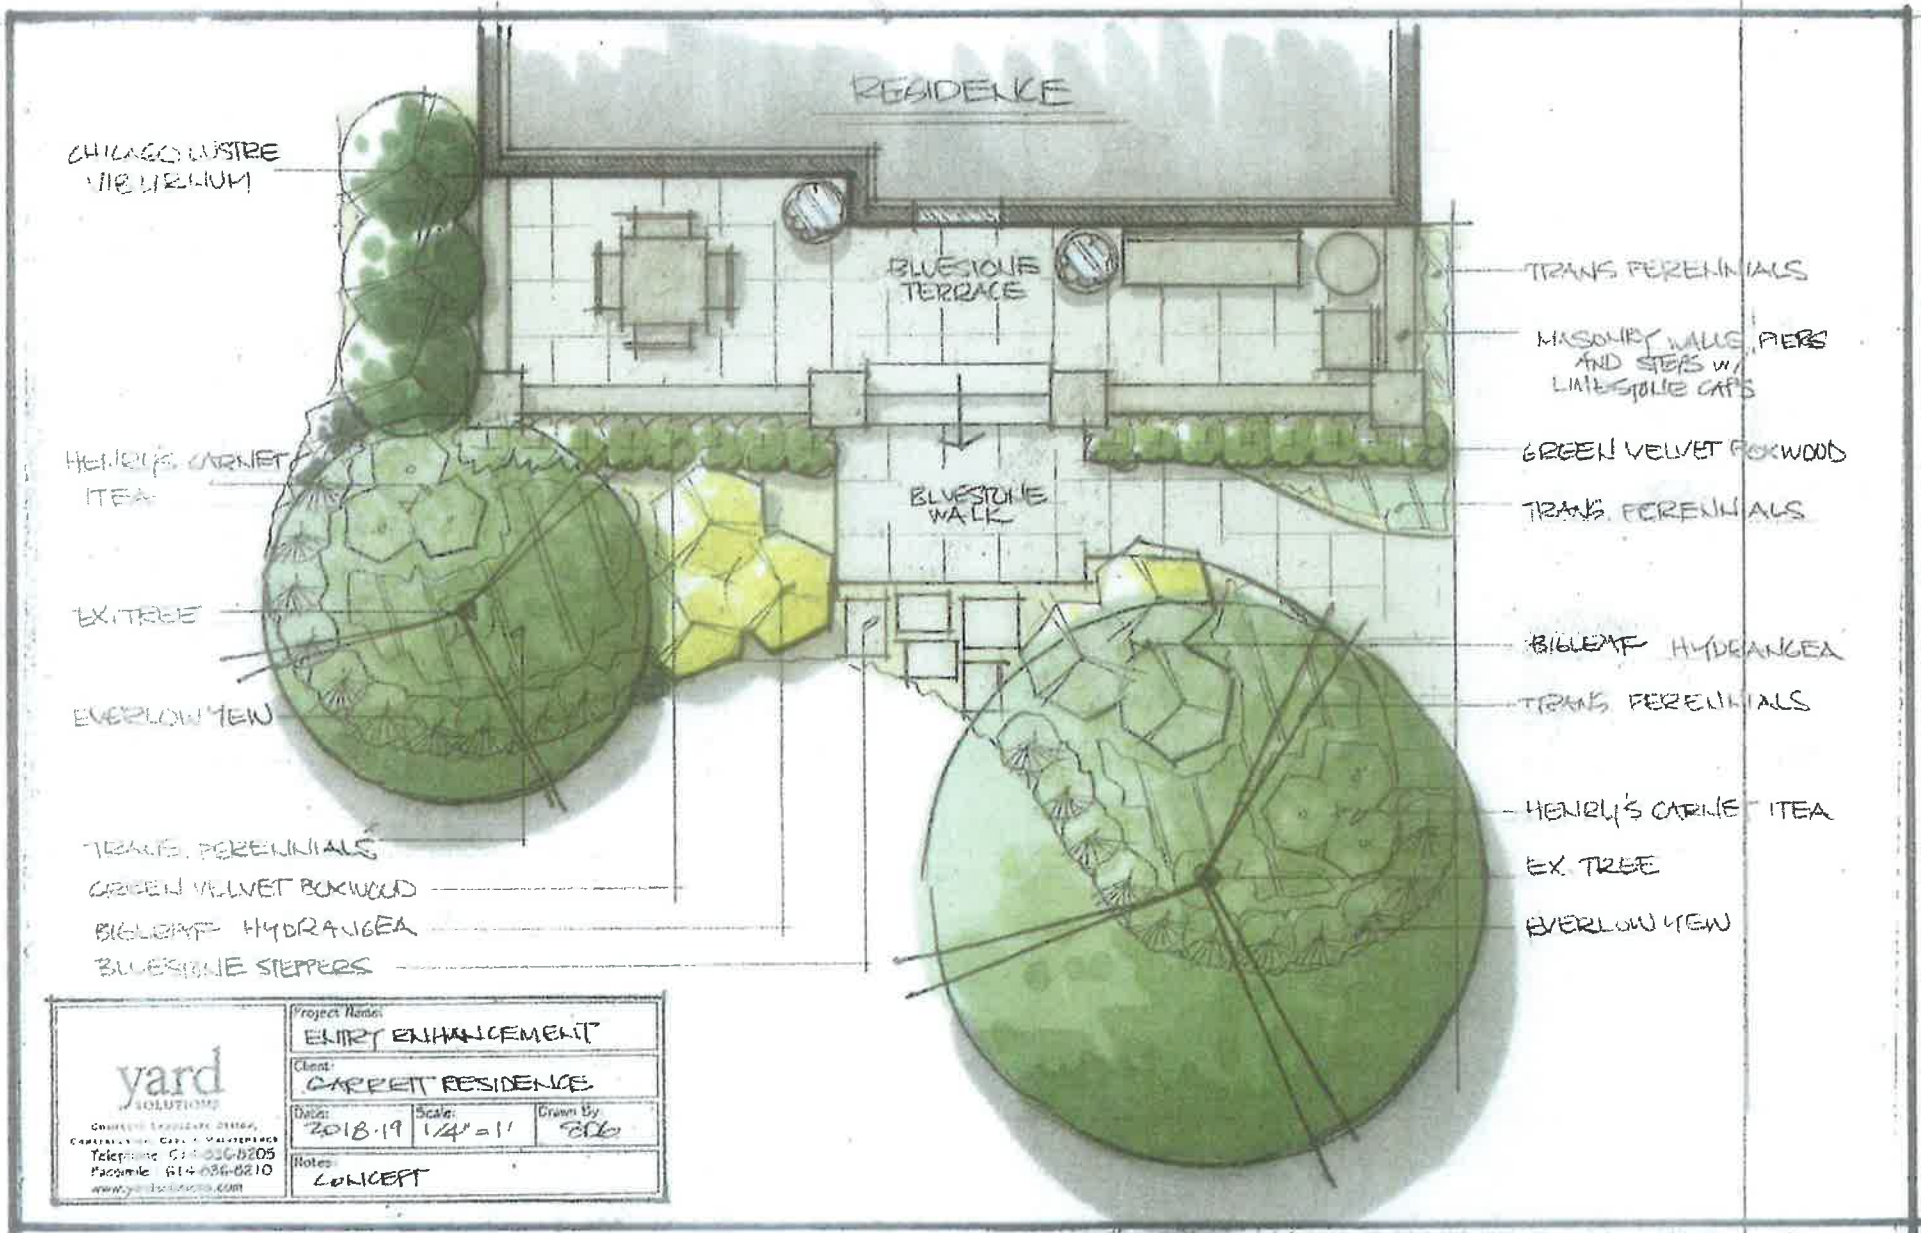 RESIDENCE
CHICAGO LUSTRE
VIBURNUM
BLUESTONE
TERRACE
TRANS PERENNIALS
MASONRY WALLS, PIERS
AND STEPS W/
LIMESTONE CAPS
HENRY'S GARNET
ITEA
GREEN VELVET BOXWOOD
BLUESTONE
WALK
TRANS. PERENNIALS
EX. TREE
BIGLEAF HYDRANGEA
EVERLOW YEW
TRANS PERENNIALS
HENRY'S GARNET ITEA
TRANS. PERENNIALS
EX. TREE
GREEN VELVET BOXWOOD
BIGLEAF HYDRANGEA
EVERLOW YEW
BLUESTONE STEPPERS
yard
SOLUTIONS
Telephone
Facsimile 614-836-8210
Project Name:
ENTRY ENHANCEMENT
Client:
GARRETT RESIDENCE
Date:
2018-19
Scale:
1/4" = 1'
Drawn By:
Notes:
CONCEPT